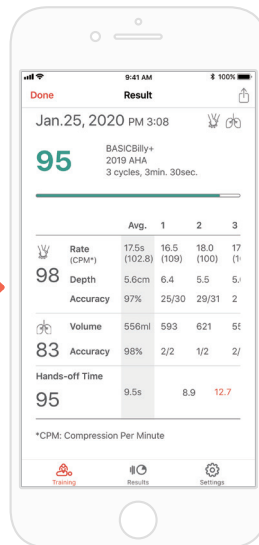 9:41 AM 100%
Done Result
Jan.25, 2020 PM 3:08
95
BASICBilly+
2019 AHA
3 cycles, 3min. 30sec.
Avg. 1 2 3
98
Rate 17.5s 16.5 18.0 17
(CPM*) (102.8) (109) (100) (1
Depth 5.6cm 6.4 5.5 5.
Accuracy 97% 25/30 29/31 2
83
Volume 556ml 593 621 55
Accuracy 98% 2/2 1/2 2/
Hands-off Time
95 9.5s 8.9 12.7
*CPM: Compression Per Minute
Training Results Settings